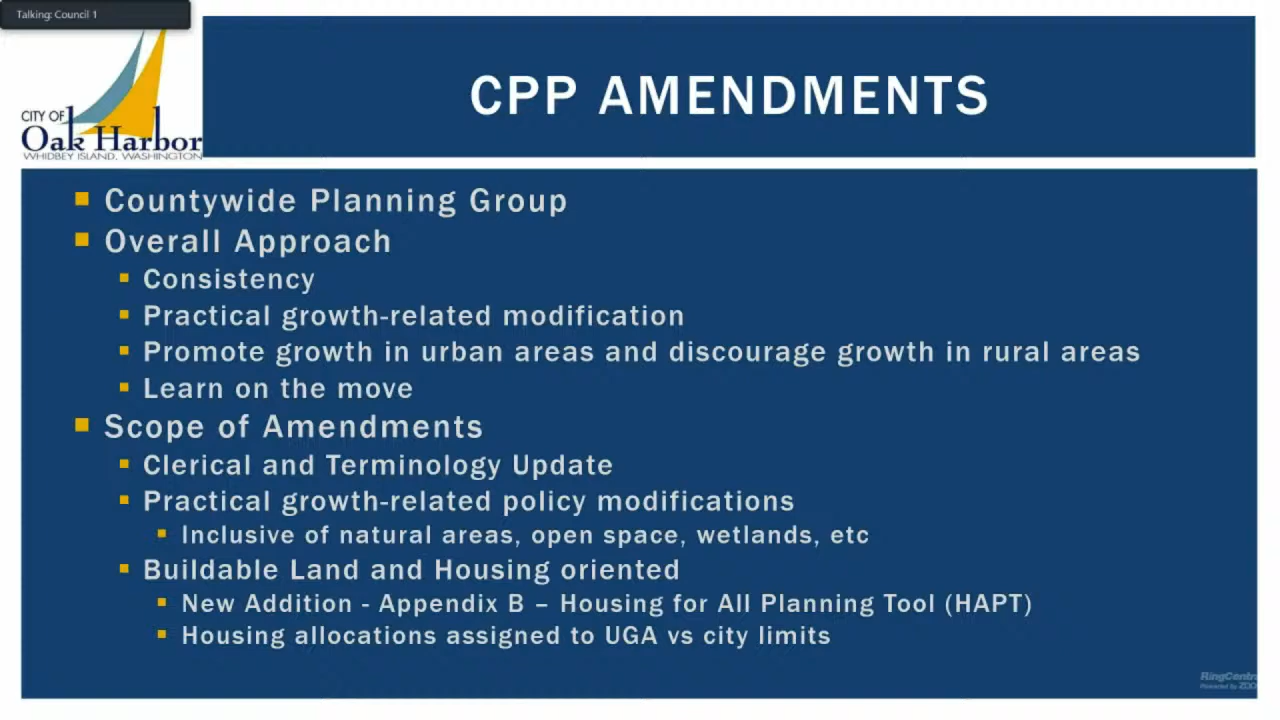 Talking: Council 1
CITY OF
Oak Harbor
WHIDBEY ISLAND, WASHINGTON
CPP AMENDMENTS
Countywide Planning Group
Overall Approach
Consistency
Practical growth-related modification
Promote growth in urban areas and discourage growth in rural areas
Learn on the move
Scope of Amendments
Clerical and Terminology Update
Practical growth-related policy modifications
Inclusive of natural areas, open space, wetlands, etc
Buildable Land and Housing oriented
New Addition - Appendix B – Housing for All Planning Tool (HAPT)
Housing allocations assigned to UGA vs city limits
RingCentr
Powered by